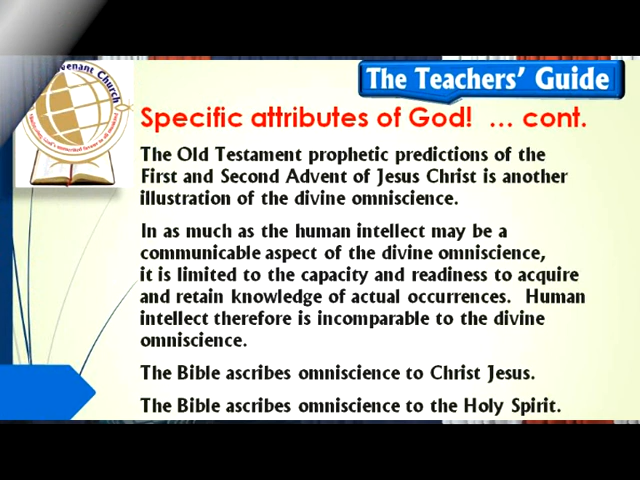 The Teachers' Guide
venant Church
Specific attributes of God! ... cont.
The Old Testament prophetic predictions of the
First and Second Advent of Jesus Christ is another
illustration of the divine omniscience.
In as much as the human intellect may be a
communicable aspect of the divine omniscience,
it is limited to the capacity and readiness to acquire
and retain knowledge of actual occurrences. Human
intellect therefore is incomparable to the divine
omniscience.
The Bible ascribes omniscience to Christ Jesus.
The Bible ascribes omniscience to the Holy Spirit.